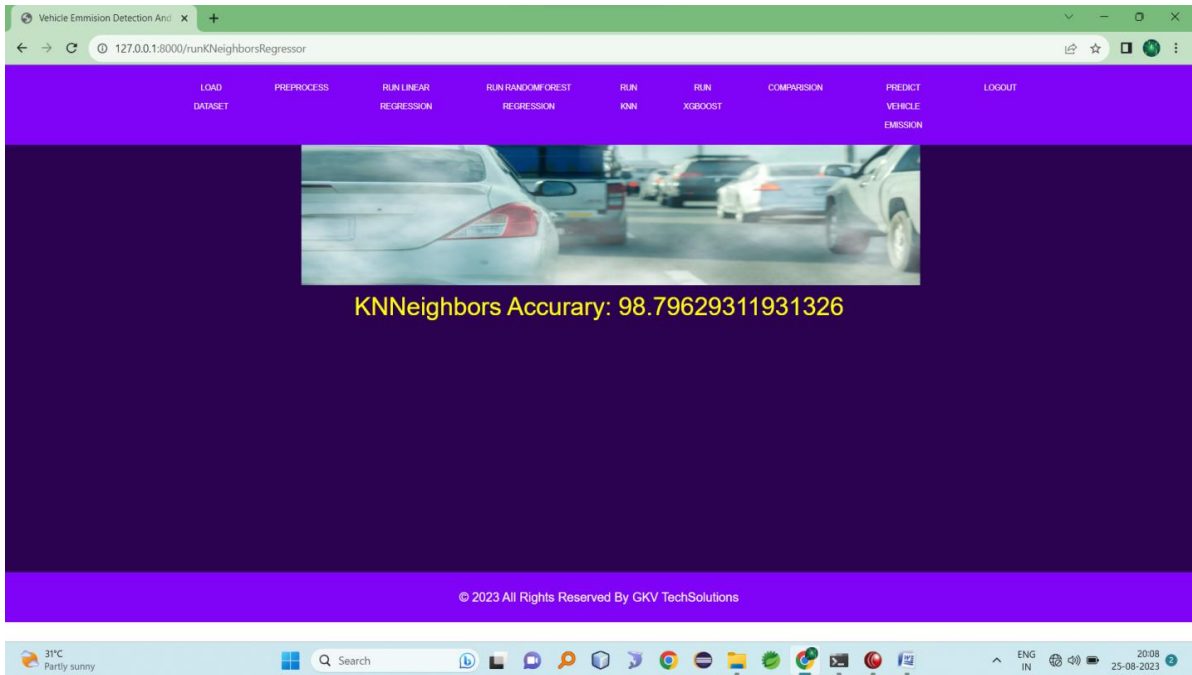 Vehicle Emmision Detection And
127.0.0.1:8000/runKNeighborsRegressor
LOAD
DATASET
PREPROCESS
RUN LINEAR
REGRESSION
RUN RANDOMFOREST
REGRESSION
RUN
KNN
RUN
XGBOOST
COMPARISION
PREDICT
VEHICLE
EMISSION
LOGOUT
KNNeighbors Accurary: 98.79629311931326
© 2023 All Rights Reserved By GKV TechSolutions
31°C
Partly sunny
Search
ENG
IN
20:08
25-08-2023
2